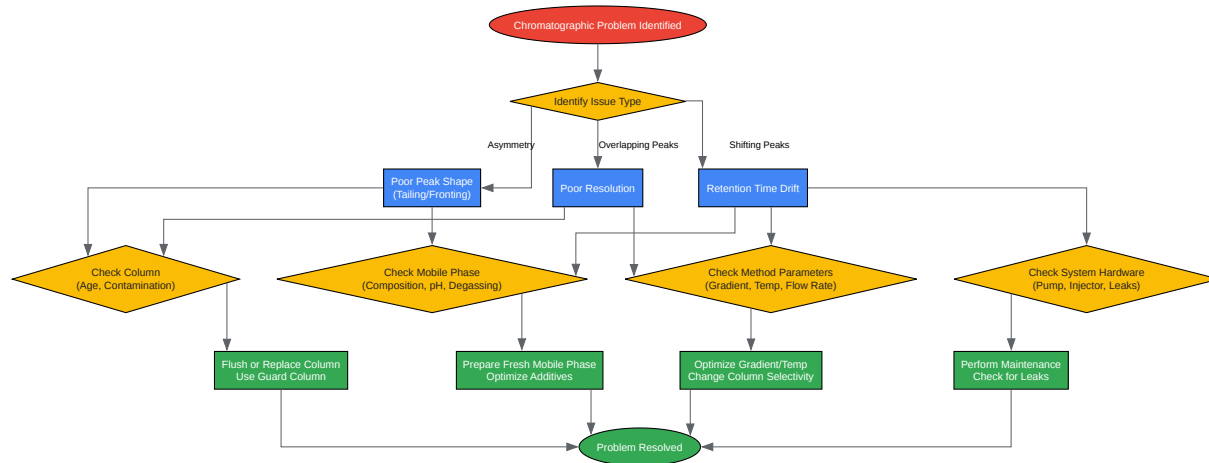 Chromatographic Problem Identified
Identify Issue Type
Asymmetry
Overlapping Peaks
Shifting Peaks
Poor Peak Shape
(Tailing/Fronting)
Poor Resolution
Retention Time Drift
Check Column
(Age, Contamination)
Check Mobile Phase
(Composition, pH, Degassing)
Check Method Parameters
(Gradient, Temp, Flow Rate)
Check System Hardware
(Pump, Injector, Leaks)
Flush or Replace Column
Use Guard Column
Prepare Fresh Mobile Phase
Optimize Additives
Optimize Gradient/Temp
Change Column Selectivity
Perform Maintenance
Check for Leaks
Problem Resolved